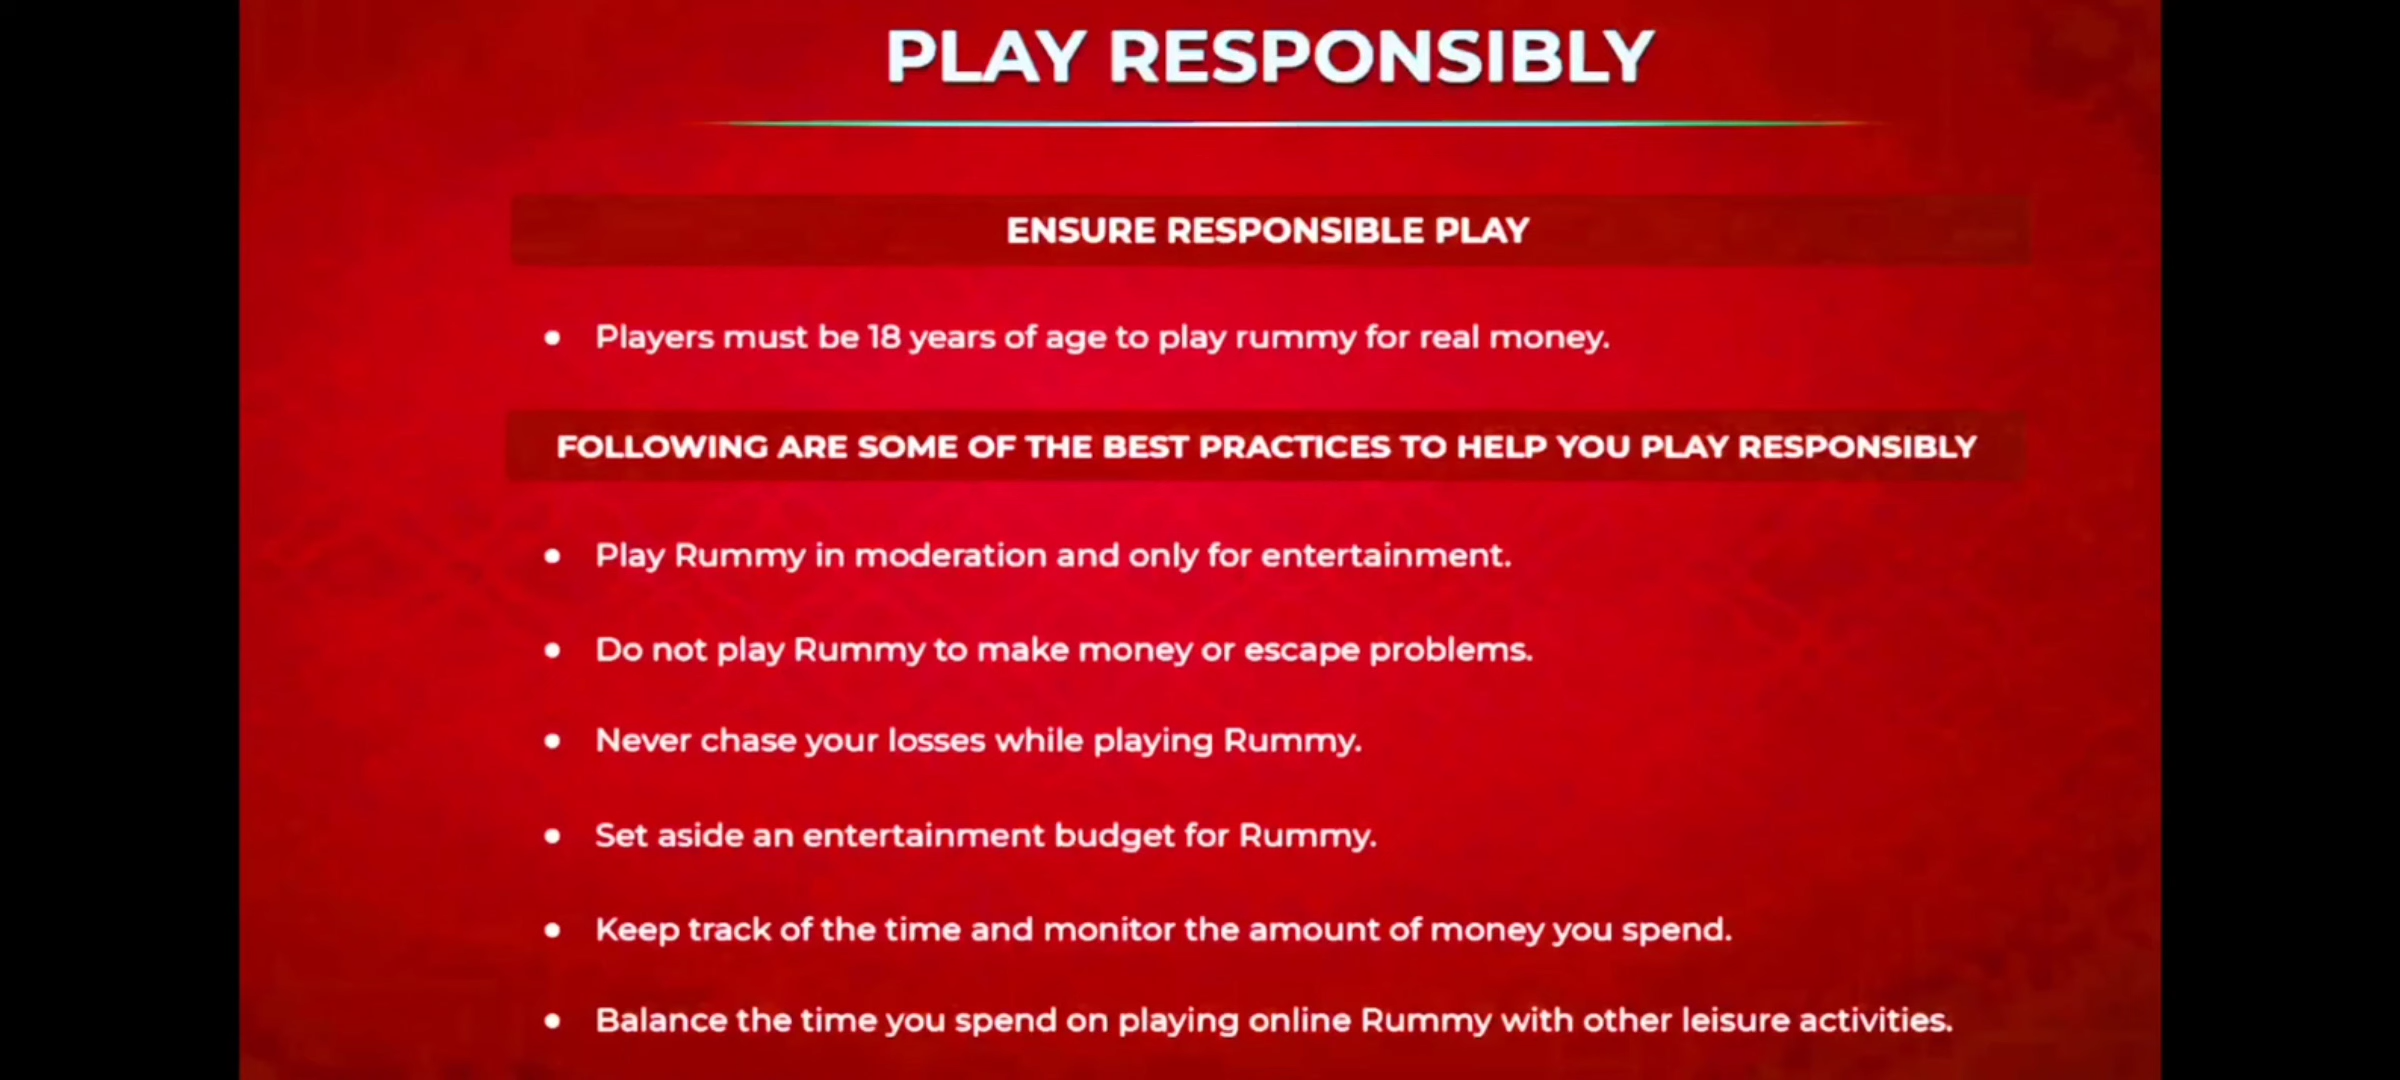 PLAY RESPONSIBLY
ENSURE RESPONSIBLE PLAY
• Players must be 18 years of age to play rummy for real money.
FOLLOWING ARE SOME OF THE BEST PRACTICES TO HELP YOU PLAY RESPONSIBLY
• Play Rummy in moderation and only for entertainment.
• Do not play Rummy to make money or escape problems.
• Never chase your losses while playing Rummy.
• Set aside an entertainment budget for Rummy.
• Keep track of the time and monitor the amount of money you spend.
• Balance the time you spend on playing online Rummy with other leisure activities.